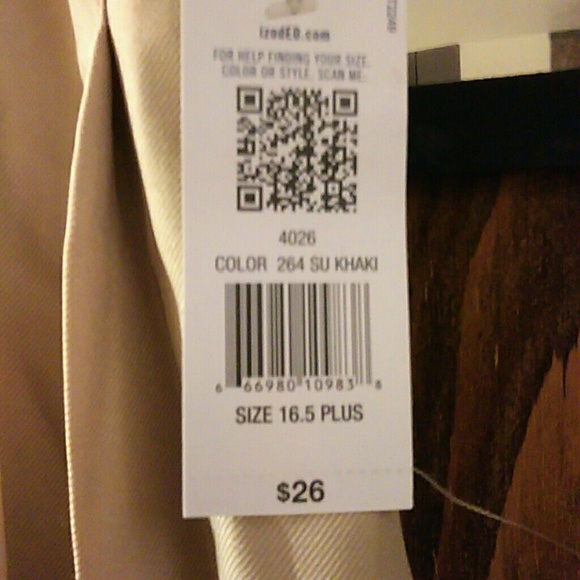 izodED.com
FOR HELP FINDING YOUR SIZE,
COLOR OR STYLE, SCAN ME.
4026
COLOR 264 SU KHAKI
6 66980 10983 8
SIZE 16.5 PLUS
$26